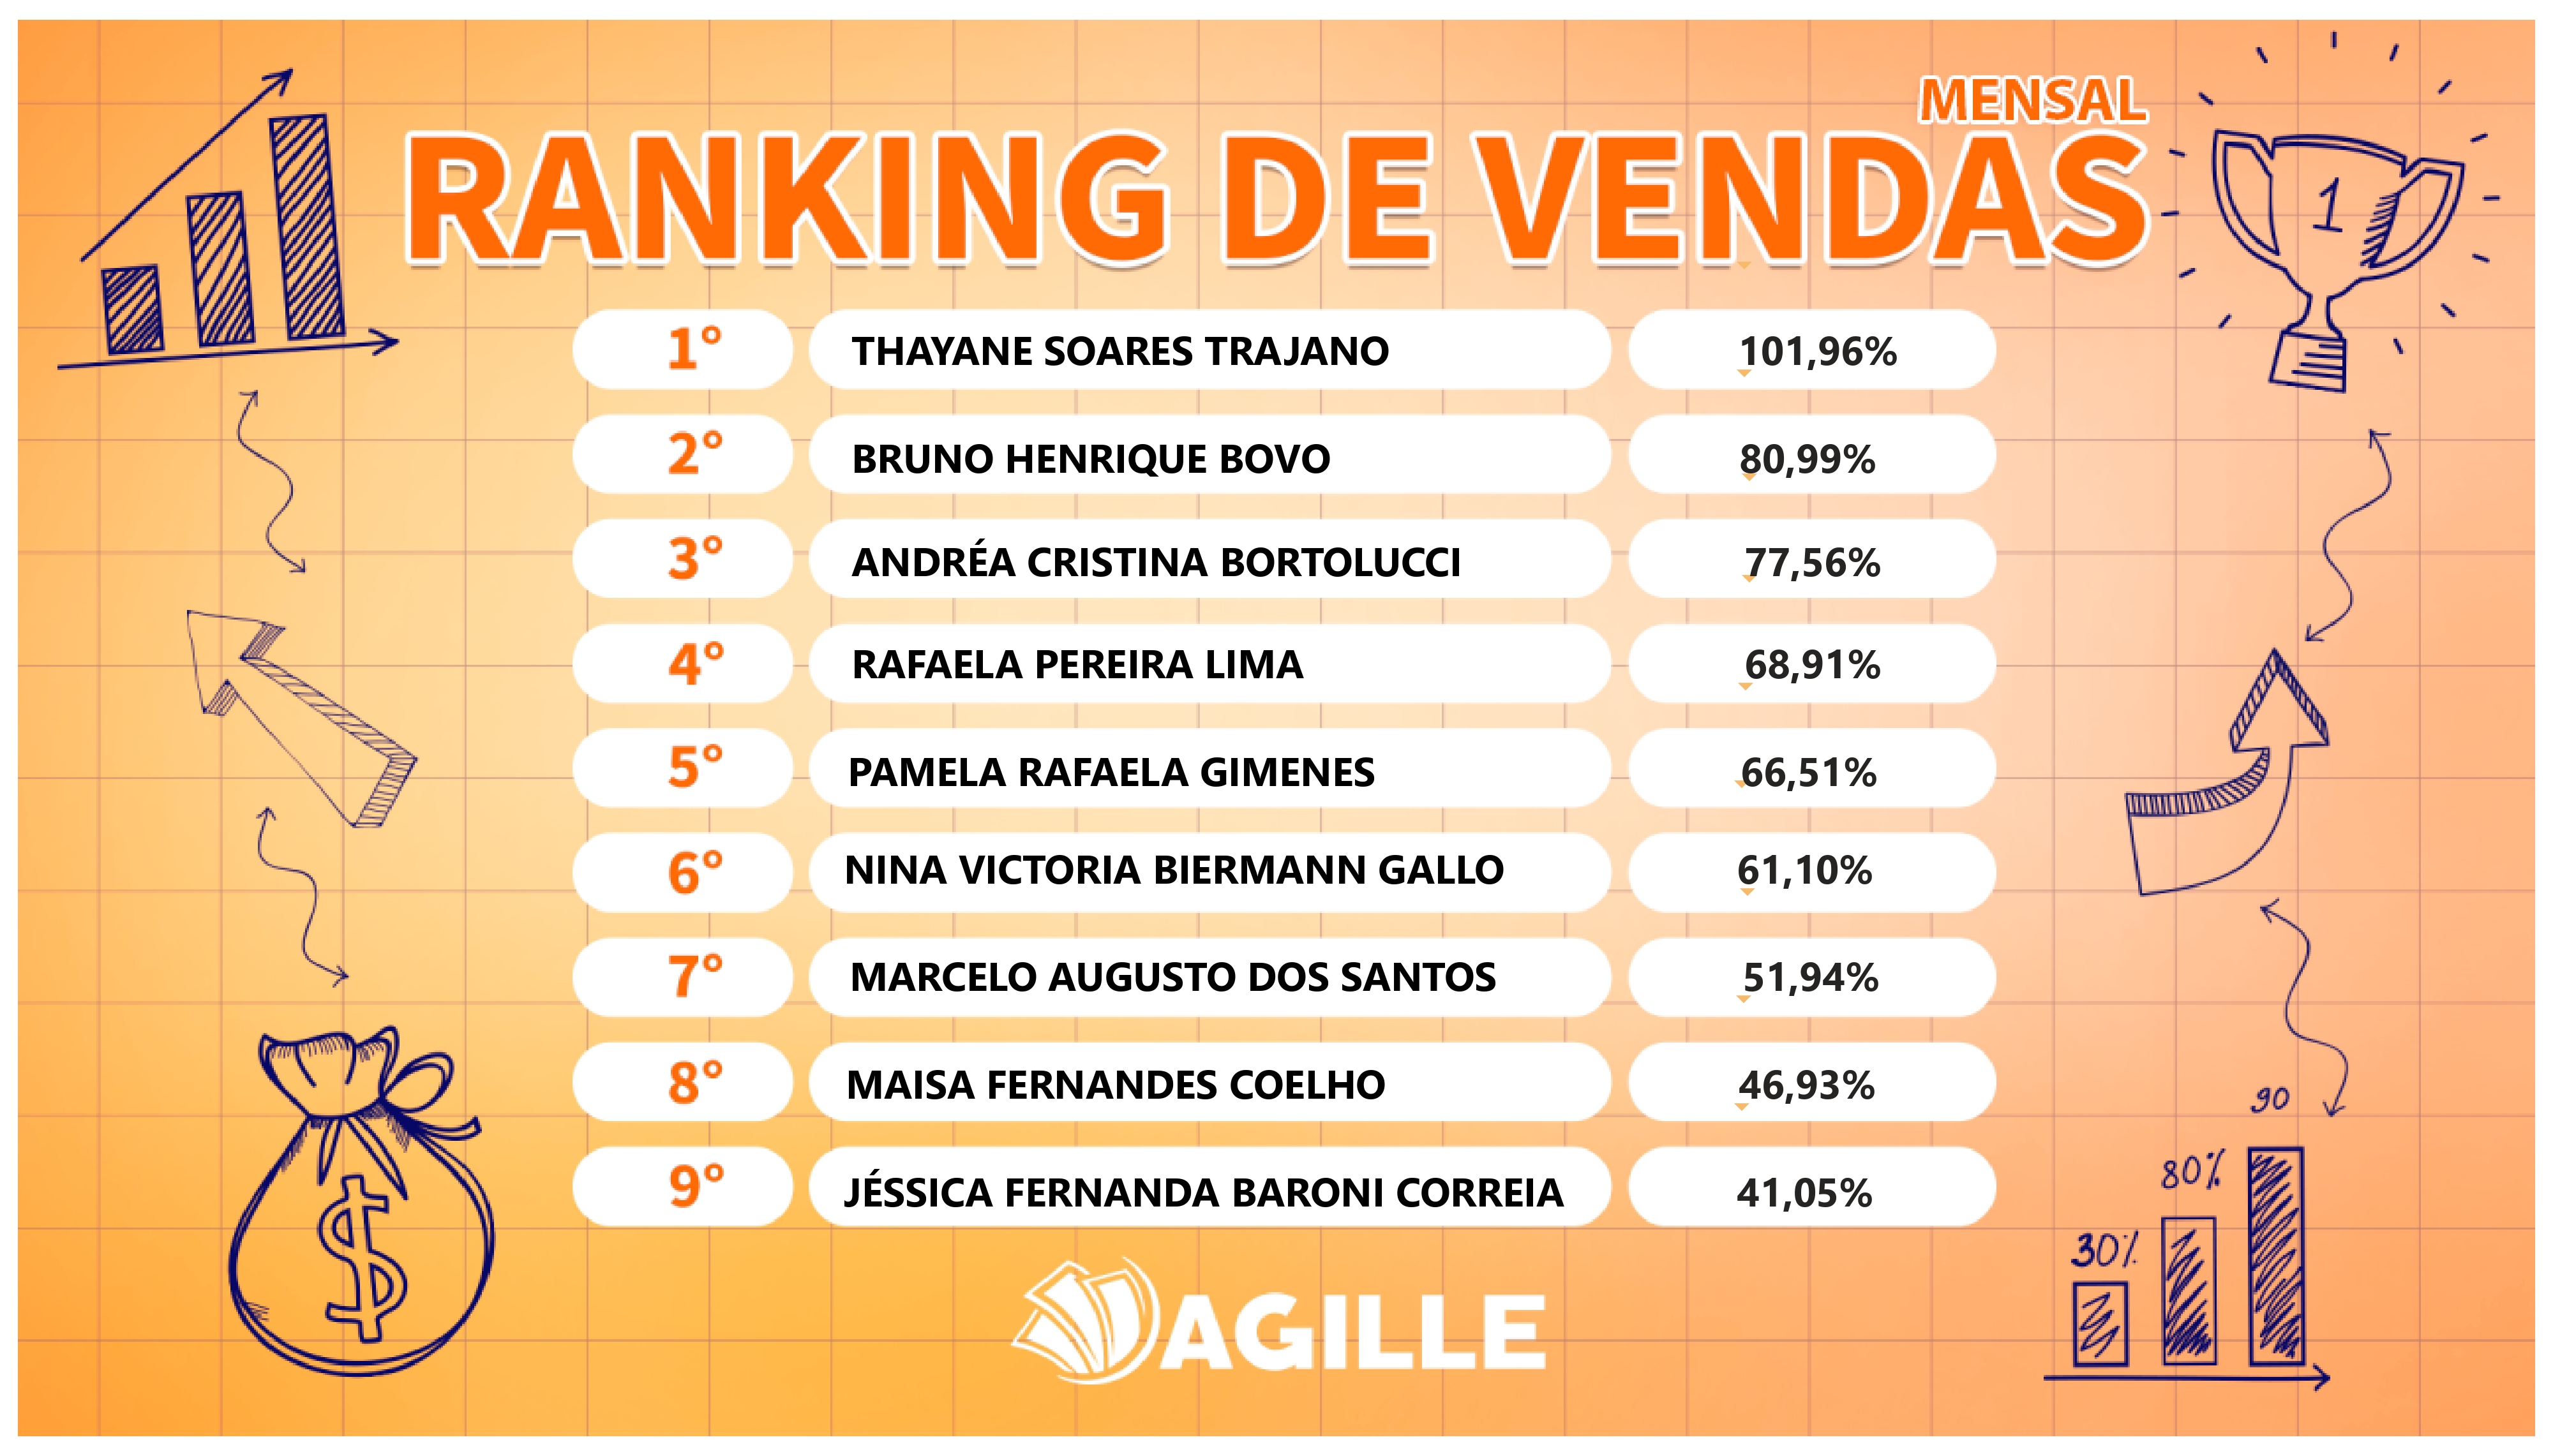 MENSAL
RANKING DE VENDAS
1
1° THAYANE SOARES TRAJANO 101,96%
2° BRUNO HENRIQUE BOVO 80,99%
3° ANDRÉA CRISTINA BORTOLUCCI 77,56%
4° RAFAELA PEREIRA LIMA 68,91%
5° PAMELA RAFAELA GIMENES 66,51%
6° NINA VICTORIA BIERMANN GALLO 61,10%
7° MARCELO AUGUSTO DOS SANTOS 51,94%
8° MAISA FERNANDES COELHO 46,93%
9° JÉSSICA FERNANDA BARONI CORREIA 41,05%
$
90
80%
30%
AGILLE